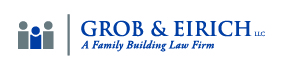 GROB & EIRICH LLC
A Family Building Law Firm